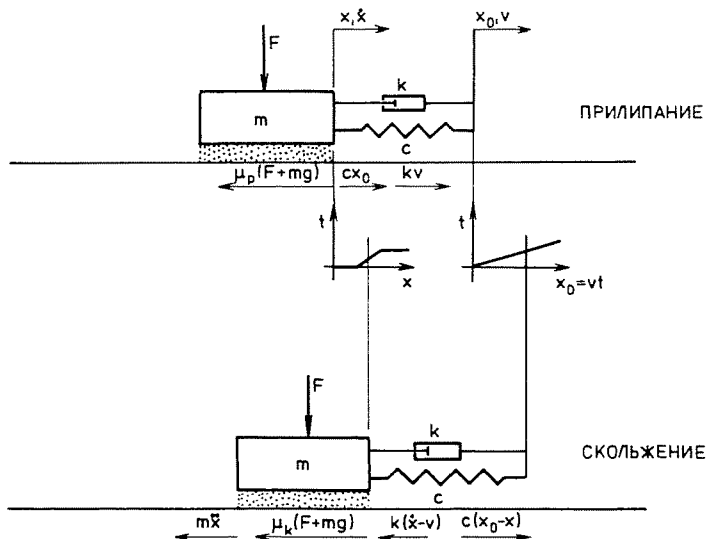 x, ẋ
x₀, v
F
k
m
c
ПРИЛИПАНИЕ
μₚ(F+mg)
cx₀
kv
t
t
x
x₀=vt
F
k
m
c
СКОЛЬЖЕНИЕ
mẍ
μₖ(F+mg)
k(ẋ-v)
c(x₀-x)